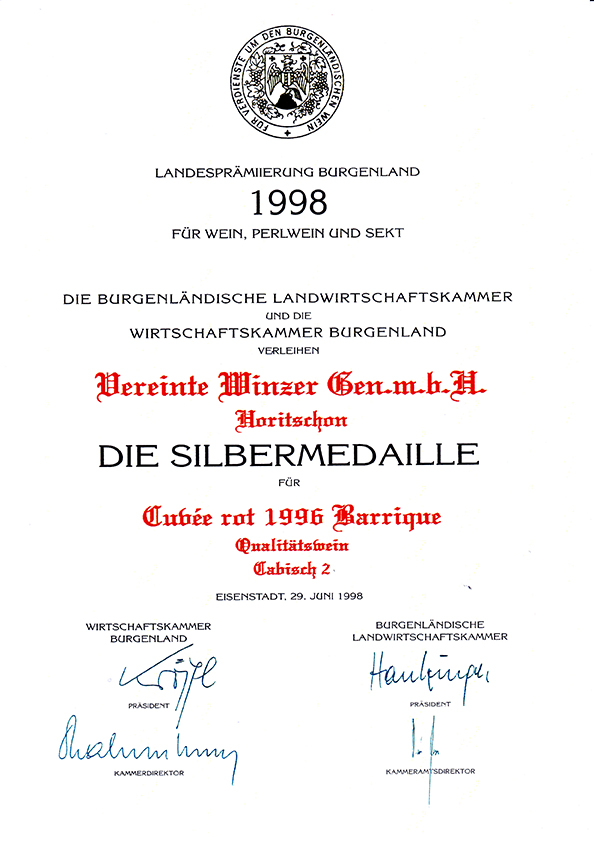 FÜR VERDIENSTE UM DEN BURGENLÄNDISCHEN WEIN
LANDESPRÄMIIERUNG BURGENLAND
1998
FÜR WEIN, PERLWEIN UND SEKT
DIE BURGENLÄNDISCHE LANDWIRTSCHAFTSKAMMER
UND DIE
WIRTSCHAFTSKAMMER BURGENLAND
VERLEIHEN
Vereinte Winzer Gen.m.b.H.
Horitschon
DIE SILBERMEDAILLE
FÜR
Cuvée rot 1996 Barrique
Qualitätswein
Cabisch 2
EISENSTADT, 29. JUNI 1998
WIRTSCHAFTSKAMMER
BURGENLAND
PRÄSIDENT
KAMMERDIREKTOR
BURGENLÄNDISCHE
LANDWIRTSCHAFTSKAMMER
PRÄSIDENT
KAMMERAMTSDIREKTOR